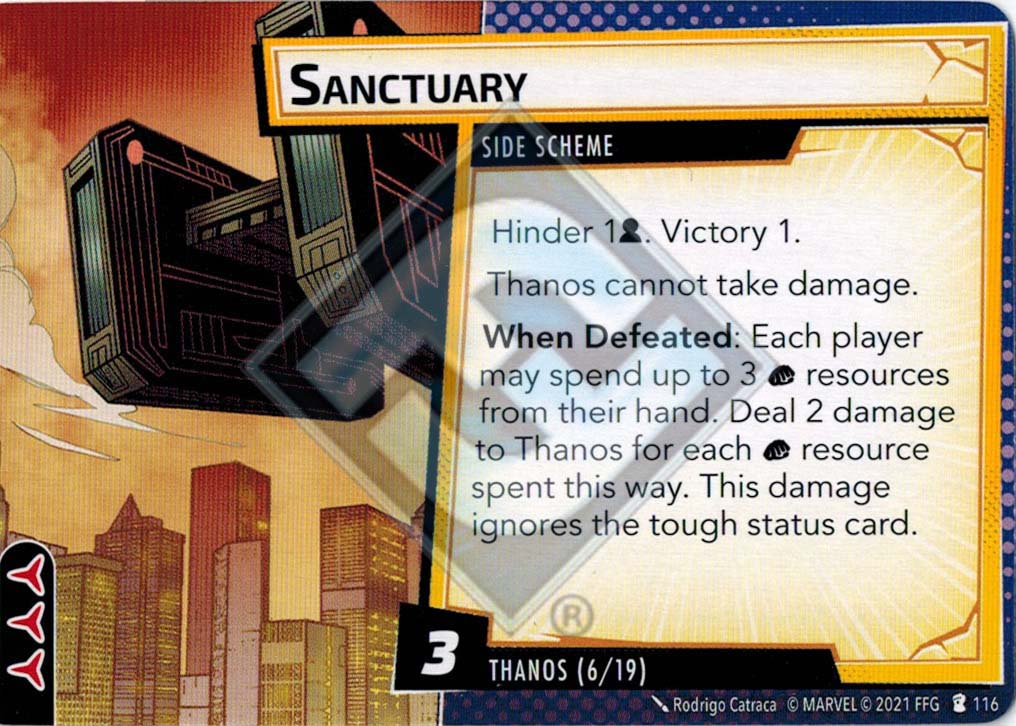 SANCTUARY
SIDE SCHEME
Hinder 1. Victory 1.
Thanos cannot take damage.
When Defeated: Each player
may spend up to 3 resources
from their hand. Deal 2 damage
to Thanos for each resource
spent this way. This damage
ignores the tough status card.
®
3
THANOS (6/19)
Rodrigo Catraca © MARVEL © 2021 FFG 116